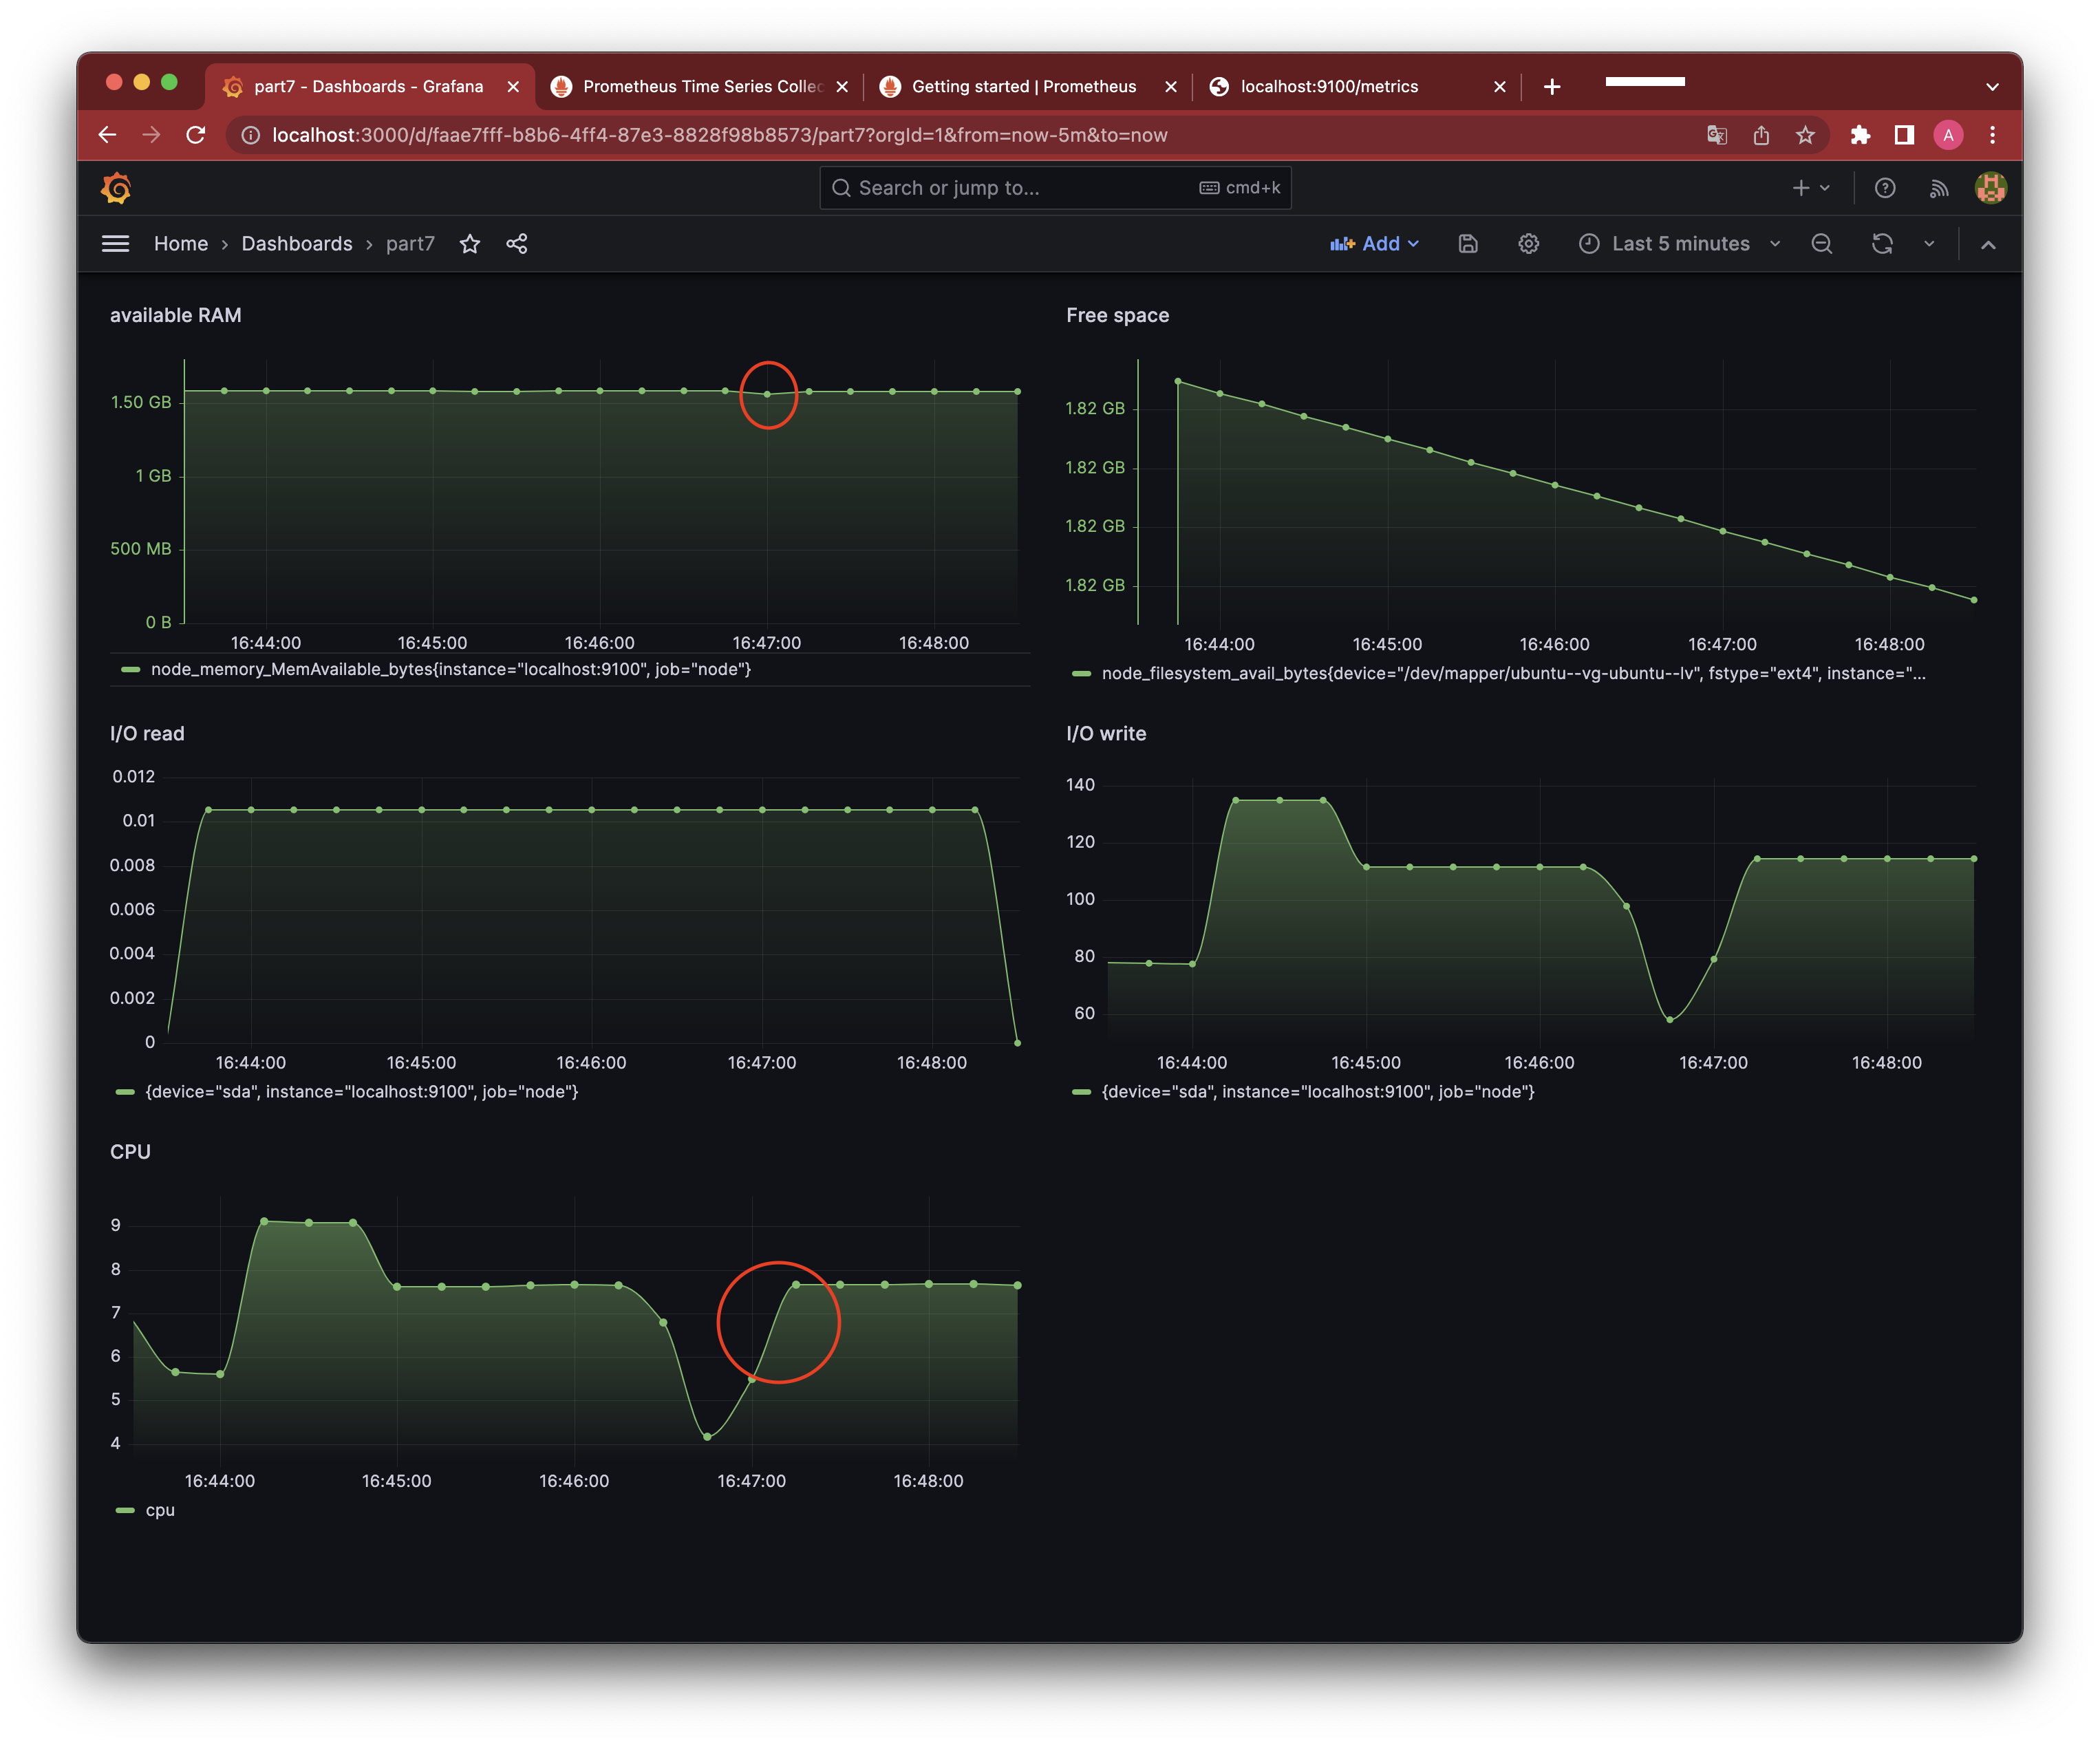 part7 - Dashboards - Grafana
Prometheus Time Series Collec
Getting started | Prometheus
localhost:9100/metrics
localhost:3000/d/faae7fff-b8b6-4ff4-87e3-8828f98b8573/part7?orgId=1&from=now-5m&to=now
A
Search or jump to...
cmd+k
Home › Dashboards › part7
Add
Last 5 minutes
available RAM
1.50 GB
1 GB
500 MB
0 B
16:44:00 16:45:00 16:46:00 16:47:00 16:48:00
node_memory_MemAvailable_bytes{instance="localhost:9100", job="node"}
Free space
1.82 GB
1.82 GB
1.82 GB
1.82 GB
16:44:00 16:45:00 16:46:00 16:47:00 16:48:00
node_filesystem_avail_bytes{device="/dev/mapper/ubuntu--vg-ubuntu--lv", fstype="ext4", instance="...
I/O read
0.012
0.01
0.008
0.006
0.004
0.002
0
16:44:00 16:45:00 16:46:00 16:47:00 16:48:00
{device="sda", instance="localhost:9100", job="node"}
I/O write
140
120
100
80
60
16:44:00 16:45:00 16:46:00 16:47:00 16:48:00
{device="sda", instance="localhost:9100", job="node"}
CPU
9
8
7
6
5
4
16:44:00 16:45:00 16:46:00 16:47:00 16:48:00
cpu